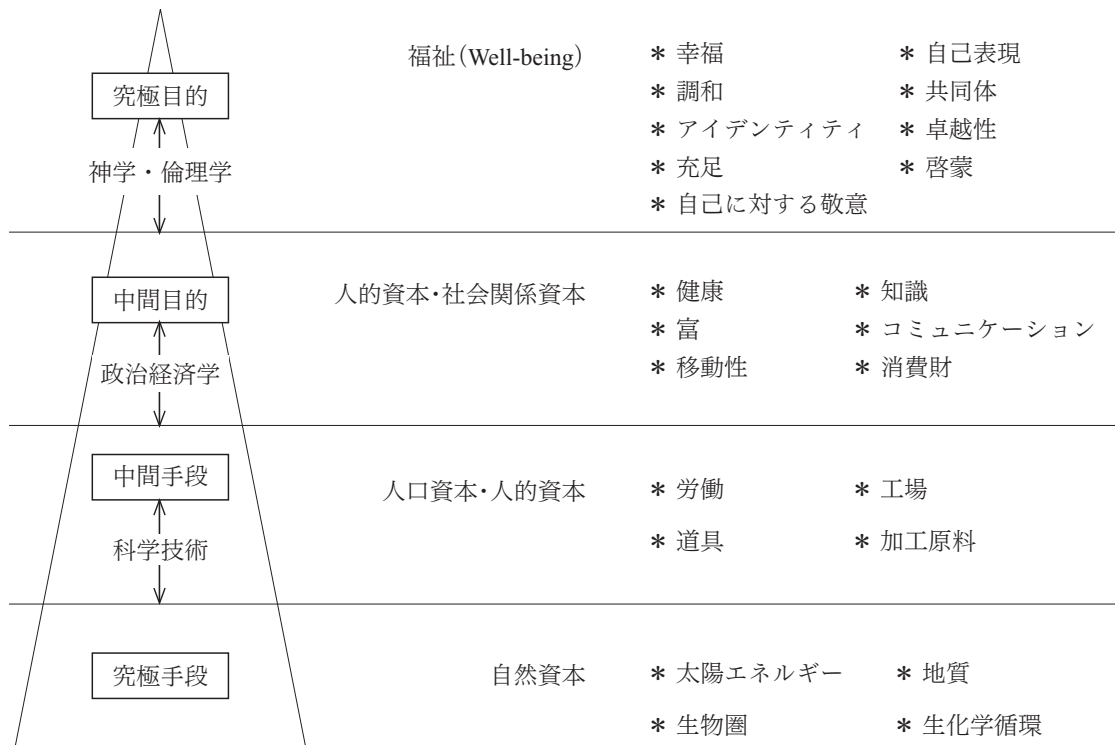 福祉(Well-being)
＊ 幸福
＊ 自己表現
究極目的
＊ 調和
＊ 共同体
＊ アイデンティティ
＊ 卓越性
神学・倫理学
＊ 充足
＊ 啓蒙
＊ 自己に対する敬意
中間目的
人的資本・社会関係資本
＊ 健康
＊ 知識
＊ 富
＊ コミュニケーション
政治経済学
＊ 移動性
＊ 消費財
中間手段
人口資本・人的資本
＊ 労働
＊ 工場
科学技術
＊ 道具
＊ 加工原料
究極手段
自然資本
＊ 太陽エネルギー
＊ 地質
＊ 生物圏
＊ 生化学循環